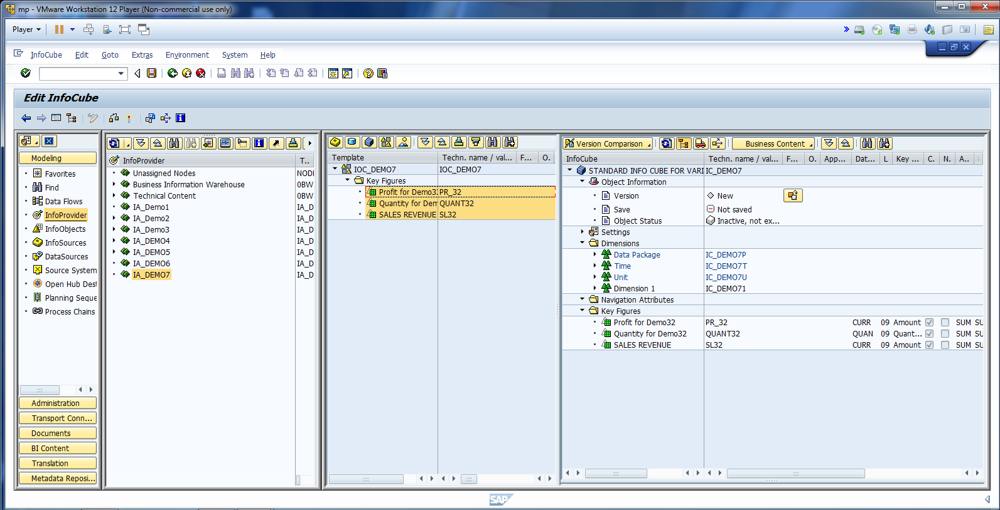 mp - VMware Workstation 12 Player (Non-commercial use only)
Player
InfoCube Edit Goto Extras Environment System Help
Edit InfoCube
Modeling
Favorites
Find
Data Flows
InfoProvider
InfoObjects
InfoSources
DataSources
Source System
Open Hub Dest
Planning Seque
Process Chains
Administration
Transport Conn...
Documents
BI Content
Translation
Metadata Reposi...
InfoProvider T..
Unassigned Nodes NODE
Business Information Warehouse 0BW
Technical Content 0BW
IA_Demo1 IA_D
IA_Demo2 IA_D
IA_Demo3 IA_D
IA_DEMO4 IA_D
IA_DEMO5 IA_D
IA_DEMO6 IA_D
IA_DEMO7 IA_D
Template Techn. name / val... F... O.
IOC_DEMO7 IOC_DEMO7
Key Figures
Profit for Demo32 PR_32
Quantity for Dem QUANT32
SALES REVENUE SL32
Version Comparison Business Content
InfoCube Techn. name / val... F... O. App... Dat... L Key ... C. N. A...
STANDARD INFO CUBE FOR VARI IC_DEMO7
Object Information
Version New
Save Not saved
Object Status Inactive, not ex...
Settings
Dimensions
Data Package IC_DEMO7P
Time IC_DEMO7T
Unit IC_DEMO7U
Dimension 1 IC_DEMO71
Navigation Attributes
Key Figures
Profit for Demo32 PR_32 CURR 09 Amount SUM SU
Quantity for Demo32 QUANT32 QUAN 09 Quant... SUM SU
SALES REVENUE SL32 CURR 09 Amount SUM SU
SAP